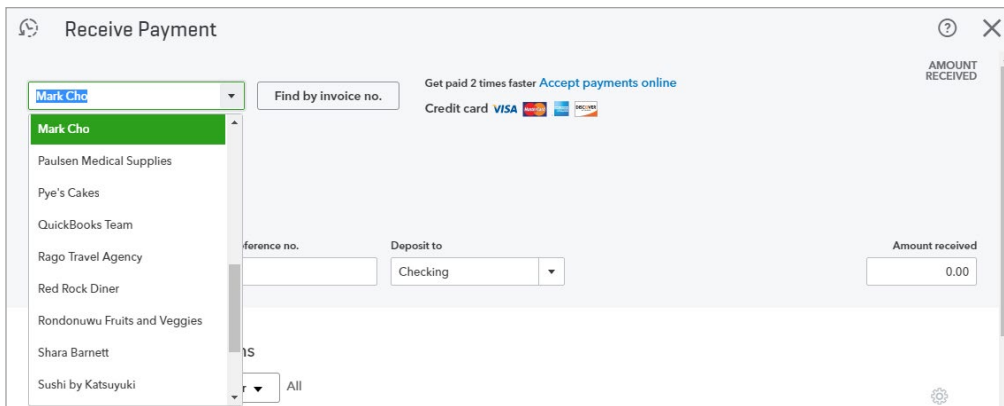 Receive Payment
AMOUNT
RECEIVED
Mark Cho
Find by invoice no.
Get paid 2 times faster Accept payments online
Credit card VISA MasterCard DISCOVER
Mark Cho
Paulsen Medical Supplies
Pye's Cakes
QuickBooks Team
Rago Travel Agency
Red Rock Diner
Rondonuwu Fruits and Veggies
Shara Barnett
Sushi by Katsuyuki
eference no.
Deposit to
Checking
Amount received
0.00
ns
r
All